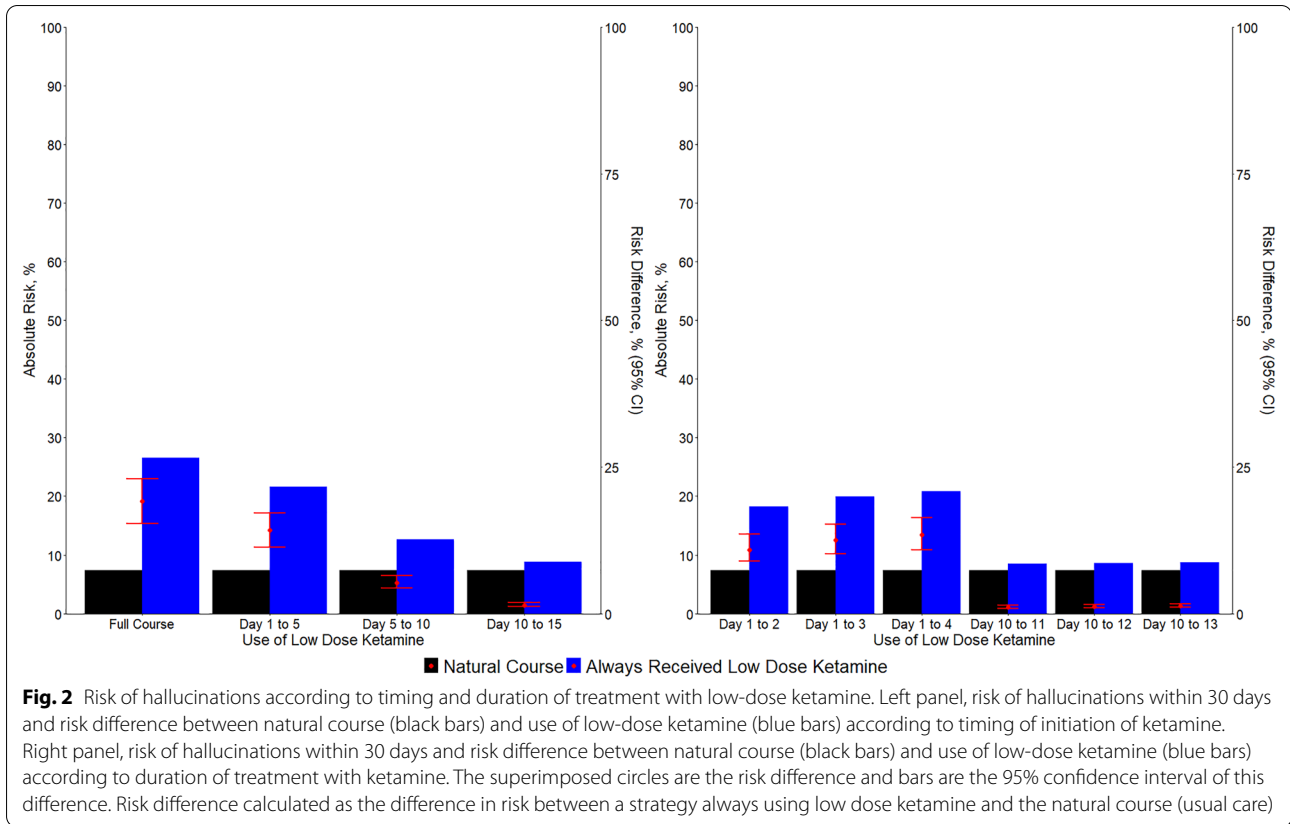 100
90
80
70
60
50
40
30
20
10
0
Absolute Risk, %
100
75
50
25
0
Risk Difference, % (95% CI)
Full Course
Day 1 to 5
Day 5 to 10
Day 10 to 15
Use of Low Dose Ketamine
100
90
80
70
60
50
40
30
20
10
0
Absolute Risk, %
100
75
50
25
0
Risk Difference, % (95% CI)
Day 1 to 2
Day 1 to 3
Day 1 to 4
Day 10 to 11
Day 10 to 12
Day 10 to 13
Use of Low Dose Ketamine
Natural Course Always Received Low Dose Ketamine
Fig. 2 Risk of hallucinations according to timing and duration of treatment with low-dose ketamine. Left panel, risk of hallucinations within 30 days
and risk difference between natural course (black bars) and use of low-dose ketamine (blue bars) according to timing of initiation of ketamine.
Right panel, risk of hallucinations within 30 days and risk difference between natural course (black bars) and use of low-dose ketamine (blue bars)
according to duration of treatment with ketamine. The superimposed circles are the risk difference and bars are the 95% confidence interval of this
difference. Risk difference calculated as the difference in risk between a strategy always using low dose ketamine and the natural course (usual care)